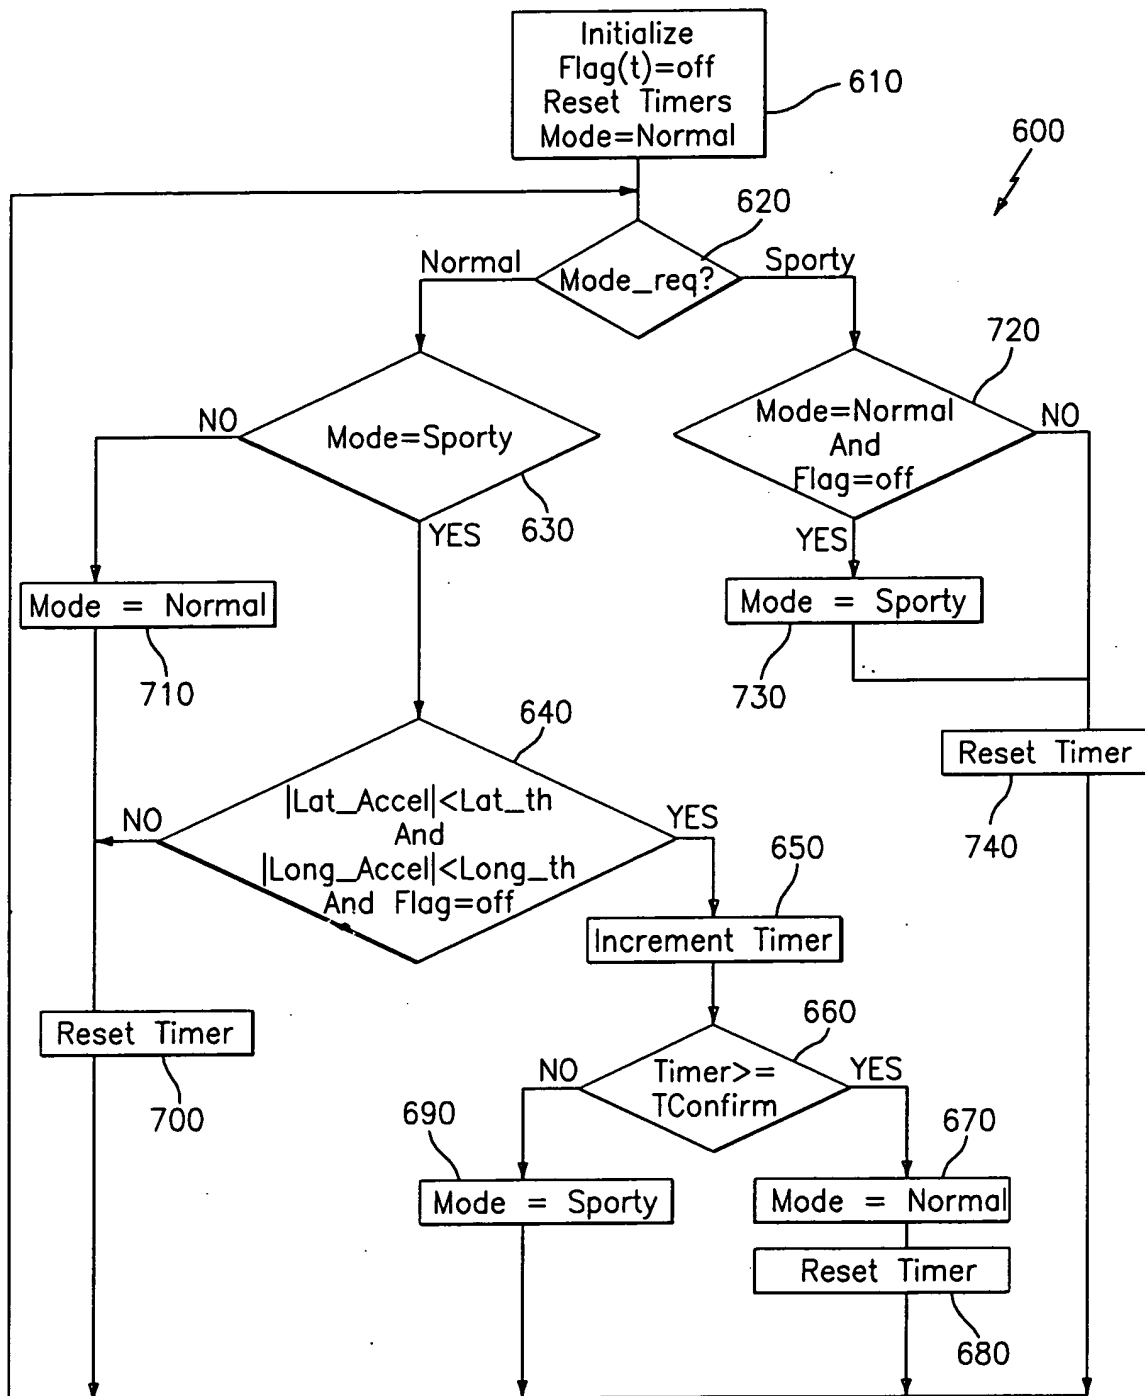 Initialize
Flag(t)=off
Reset Timers
Mode=Normal
610
600
620
Normal
Mode_req?
Sporty
720
NO
Mode=Sporty
630
YES
Mode=Normal
And
Flag=off
NO
YES
Mode = Normal
710
Mode = Sporty
730
640
|Lat_Accel|<Lat_th
And
|Long_Accel|<Long_th
And Flag=off
NO
YES
Reset Timer
740
650
Increment Timer
Reset Timer
700
660
Timer>=
TConfirm
NO
YES
690
Mode = Sporty
670
Mode = Normal
Reset Timer
680